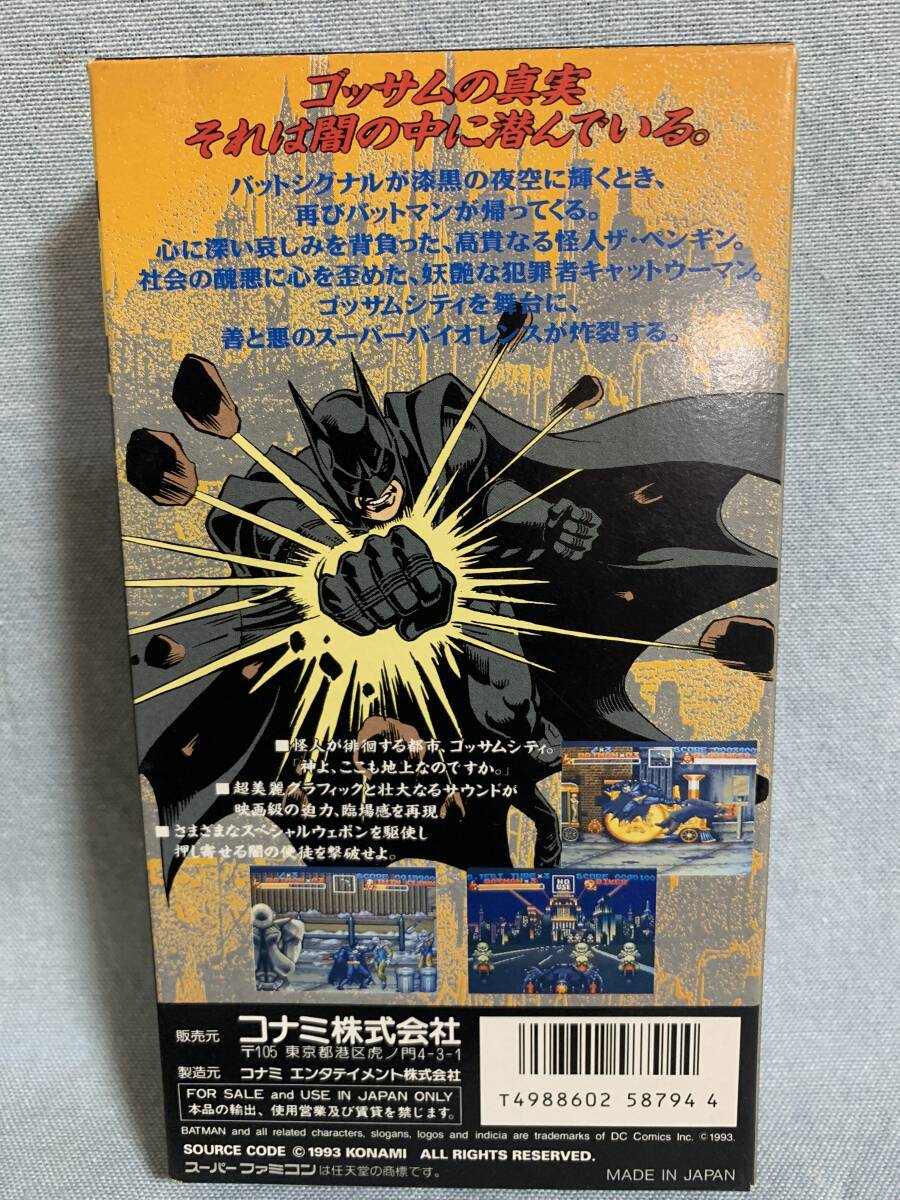 ゴッサムの真実
それは闇の中に潜んでいる。
バットシグナルが漆黒の夜空に輝くとき、
再びバットマンが帰ってくる。
心に深い哀しみを背負った、高貴なる怪人ザ・ペンギン。
社会の醜悪に心を歪めた、妖艶な犯罪者キャットウーマン。
ゴッサムシティを舞台に、
善と悪のスーパーバイオレンスが炸裂する。
■怪人が徘徊する都市、ゴッサムシティ。
「神よ、ここも地上なのですか。」
■超美麗グラフィックと壮大なるサウンドが
映画級の迫力、臨場感を再現。
■さまざまなスペシャルウェポンを駆使し
押し寄せる闇の使徒を撃破せよ。
NO
USE
販売元 コナミ株式会社
〒105 東京都港区虎ノ門4-3-1
製造元 コナミ エンタテイメント株式会社
FOR SALE and USE IN JAPAN ONLY
本品の輸出、使用営業及び賃貸を禁じます。
T4988602 58794 4
BATMAN and all related characters, slogans, logos and indicia are trademarks of DC Comics Inc. ©1993.
SOURCE CODE ©1993 KONAMI ALL RIGHTS RESERVED.
スーパーファミコンは任天堂の商標です。
MADE IN JAPAN